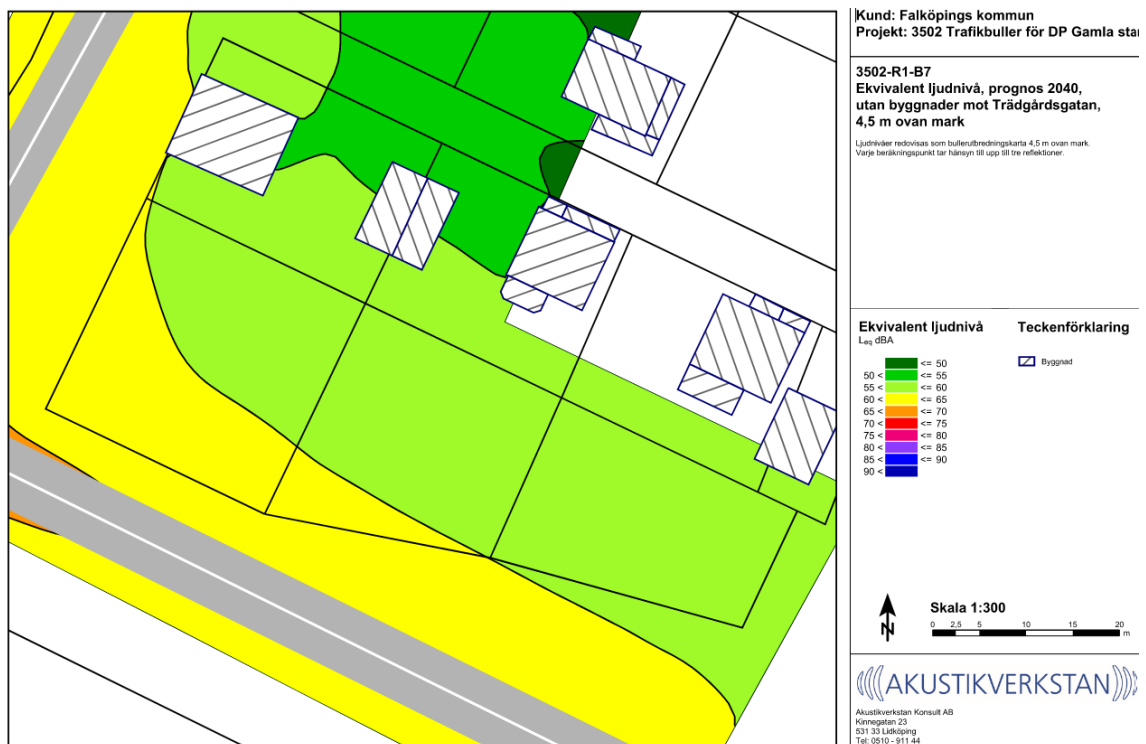 Kund: Falköpings kommun
Projekt: 3502 Trafikbuller för DP Gamla star
3502-R1-B7
Ekvivalent ljudnivå, prognos 2040,
utan byggnader mot Trädgårdsgatan,
4,5 m ovan mark
Ljudnivåer redovisas som bullerutbredningskarta 4,5 m ovan mark.
Varje beräkningspunkt tar hänsyn till upp till tre reflektioner.
Ekvivalent ljudnivå
Leq dBA
<= 50
50 < <= 55
55 < <= 60
60 < <= 65
65 < <= 70
70 < <= 75
75 < <= 80
80 < <= 85
85 < <= 90
90 <
Teckenförklaring
Byggnad
N
Skala 1:300
0 2,5 5 10 15 20
m
AKUSTIKVERKSTAN
Akustikverkstan Konsult AB
Kinnegatan 23
531 33 Lidköping
Tel: 0510 - 911 44